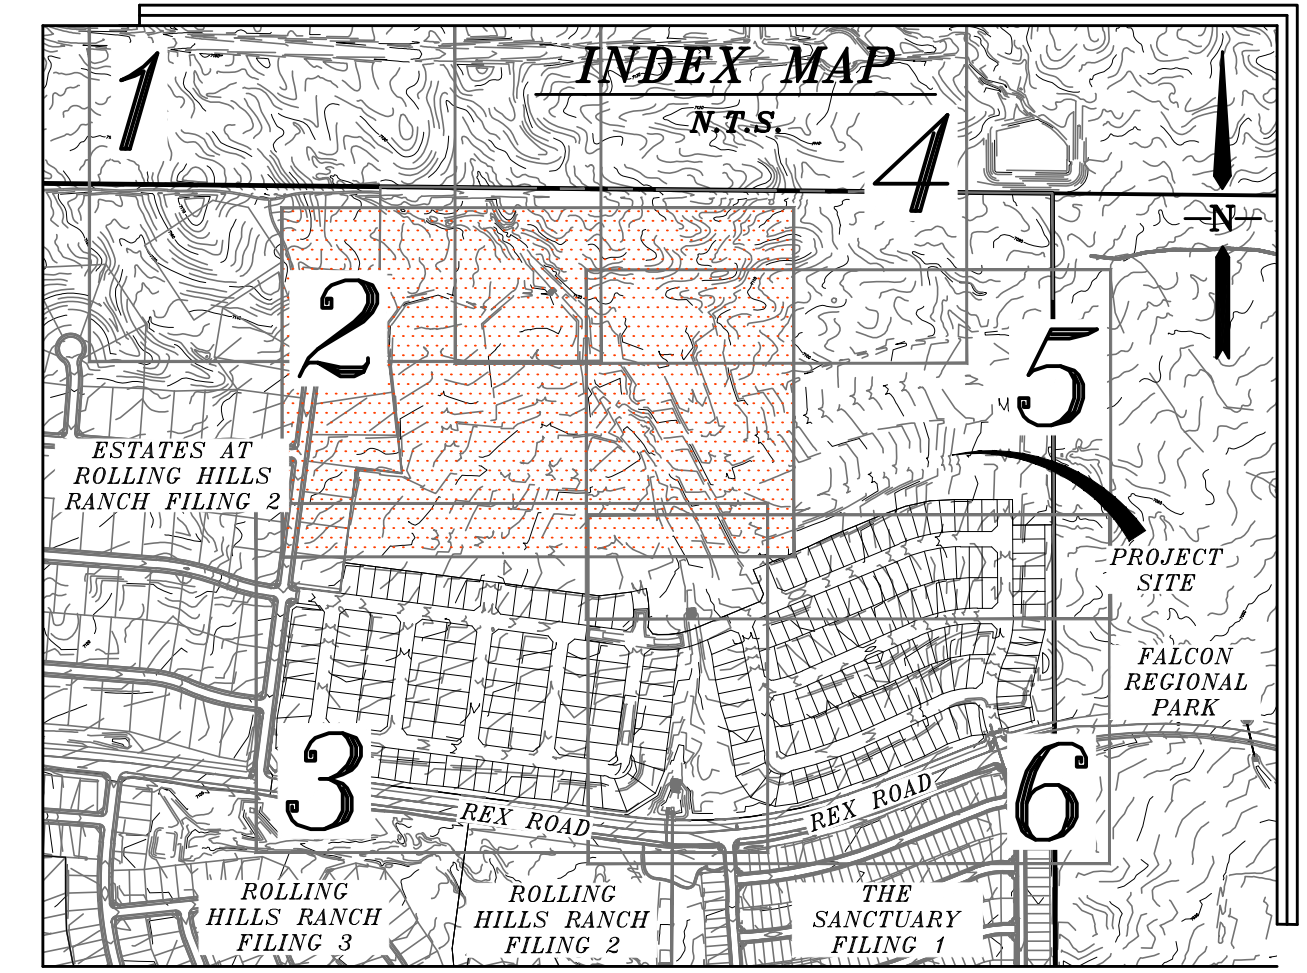 1
INDEX MAP
N.T.S.
4
N
2
5
ESTATES AT
ROLLING HILLS
RANCH FILING 2
PROJECT
SITE
FALCON
REGIONAL
PARK
3
REX ROAD
REX ROAD
6
ROLLING
HILLS RANCH
FILING 3
ROLLING
HILLS RANCH
FILING 2
THE
SANCTUARY
FILING 1